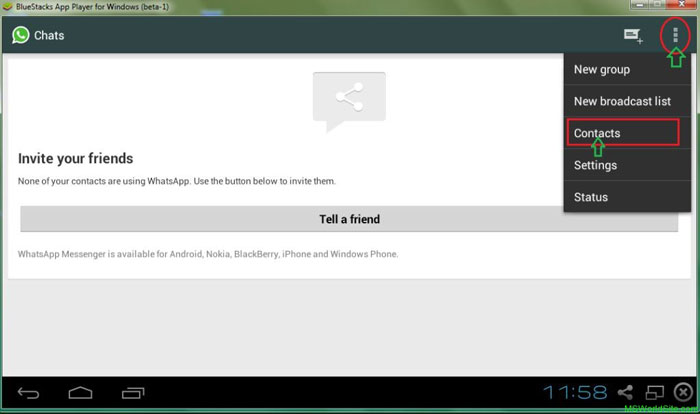 BlueStacks App Player for Windows (beta-1)
Chats
New group
New broadcast list
Contacts
Settings
Status
Invite your friends
None of your contacts are using WhatsApp. Use the button below to invite them.
Tell a friend
WhatsApp Messenger is available for Android, Nokia, BlackBerry, iPhone and Windows Phone.
11:58